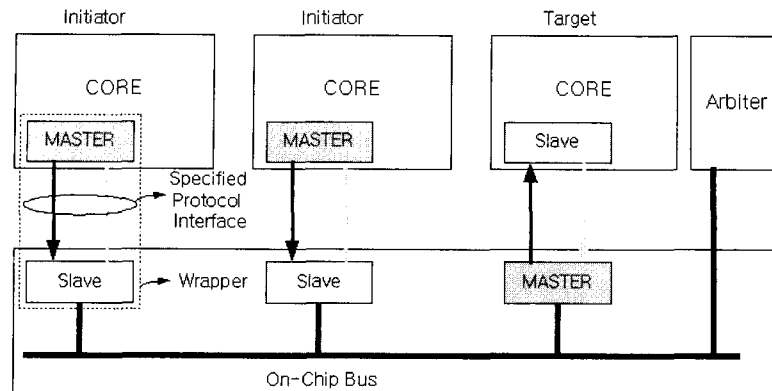 Initiator
Initiator
Target
CORE
CORE
CORE
Arbiter
MASTER
MASTER
Slave
Specified
Protocol
Interface
Slave
Wrapper
Slave
MASTER
On-Chip Bus